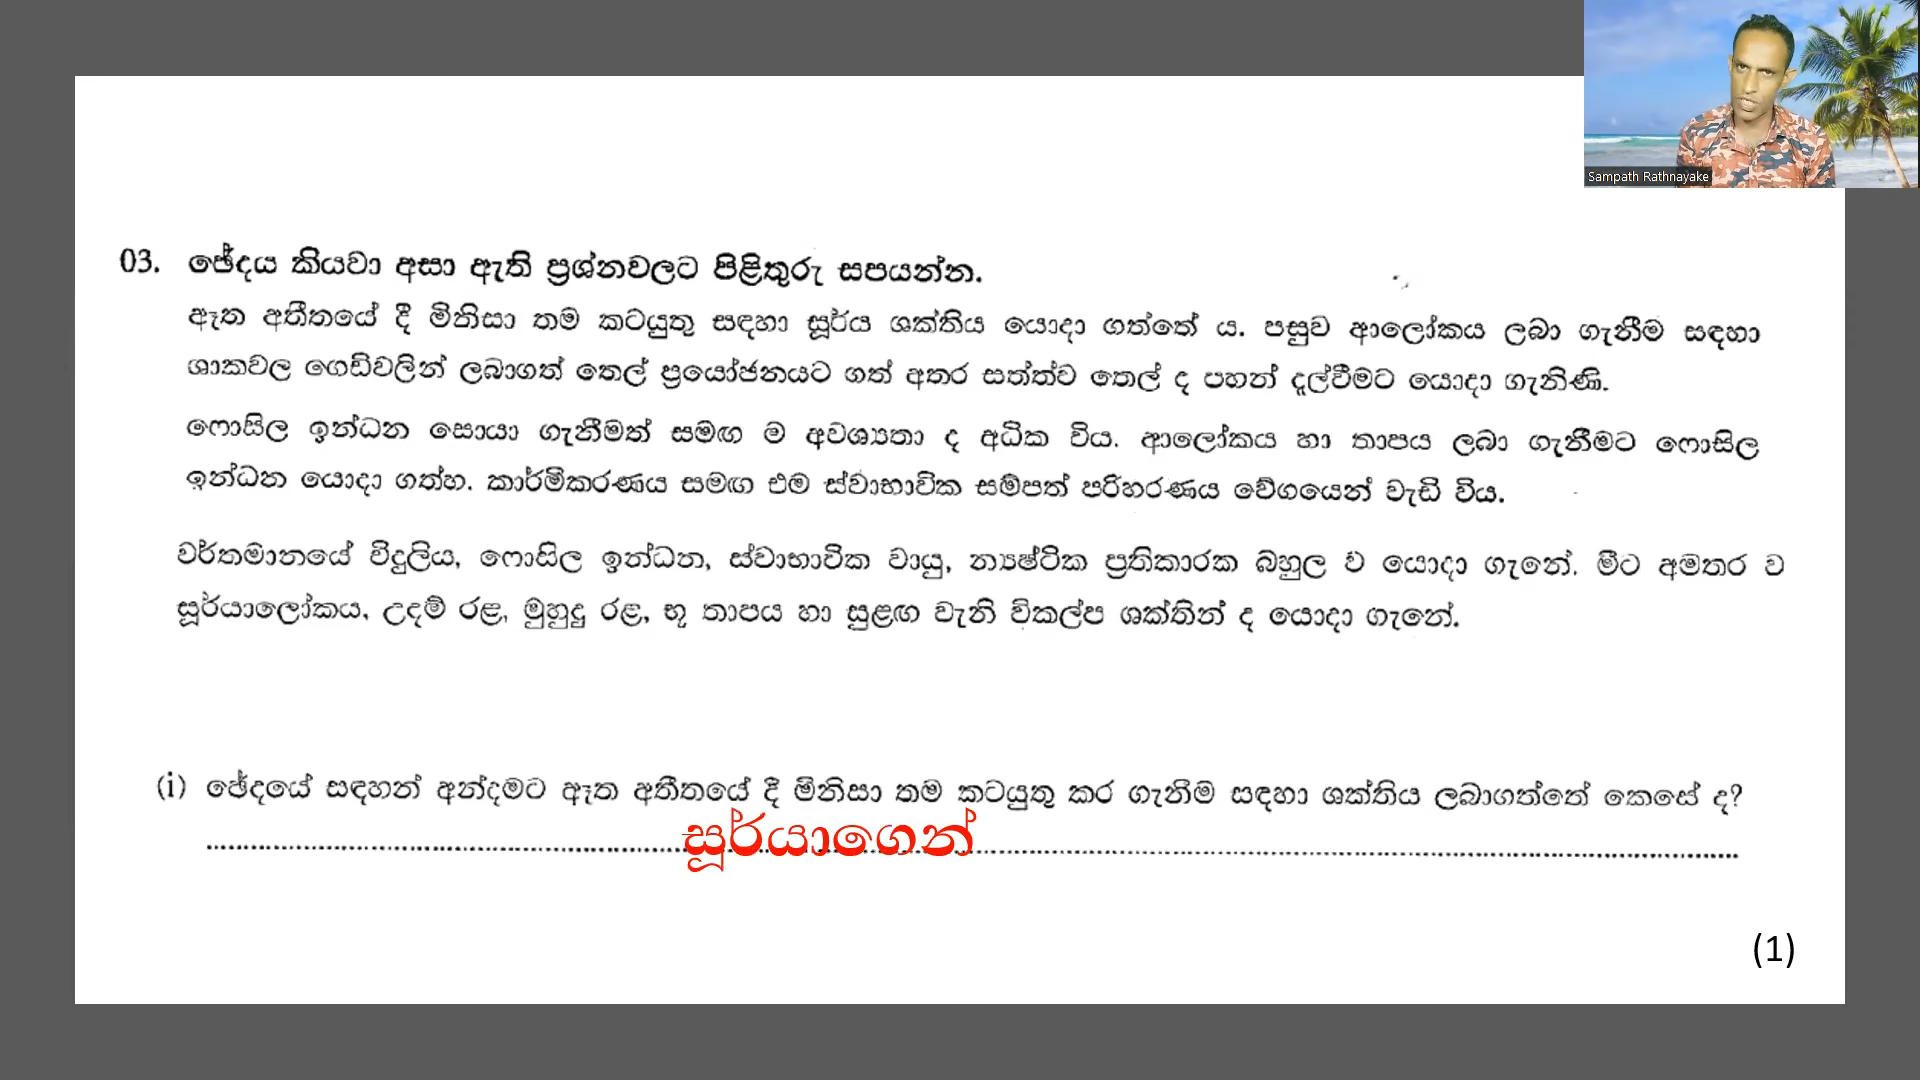 Sampath Rathnayake
03. ඡේදය කියවා අසා ඇති ප්‍රශ්නවලට පිළිතුරු සපයන්න.
ඈත අතීතයේ දී මිනිසා තම කටයුතු සඳහා සූර්ය ශක්තිය යොදා ගත්තේ ය. පසුව ආලෝකය ලබා ගැනීම සඳහා
ශාකවල ගෙඩිවලින් ලබාගත් තෙල් ප්‍රයෝජනයට ගත් අතර සත්ත්ව තෙල් ද පහන් දැල්වීමට යොදා ගැනිණි.
ෆොසිල ඉන්ධන සොයා ගැනීමත් සමඟ ම අවශ්‍යතා ද අධික විය. ආලෝකය හා තාපය ලබා ගැනීමට ෆොසිල
ඉන්ධන යොදා ගත්හ. කාර්මිකරණය සමඟ එම ස්වාභාවික සම්පත් පරිහරණය වේගයෙන් වැඩි විය.
වර්තමානයේ විදුලිය, ෆොසිල ඉන්ධන, ස්වාභාවික වායු, න්‍යෂ්ටික ප්‍රතිකාරක බහුල ව යොදා ගැනේ. මීට අමතර ව
සූර්යාලෝකය, උදම් රළ, මුහුදු රළ, භූ තාපය හා සුළඟ වැනි විකල්ප ශක්තින් ද යොදා ගැනේ.
(i) ඡේදයේ සඳහන් අන්දමට ඈත අතීතයේ දී මිනිසා තම කටයුතු කර ගැනීම සඳහා ශක්තිය ලබාගත්තේ කෙසේ ද?
සූර්යාගෙන්
(1)